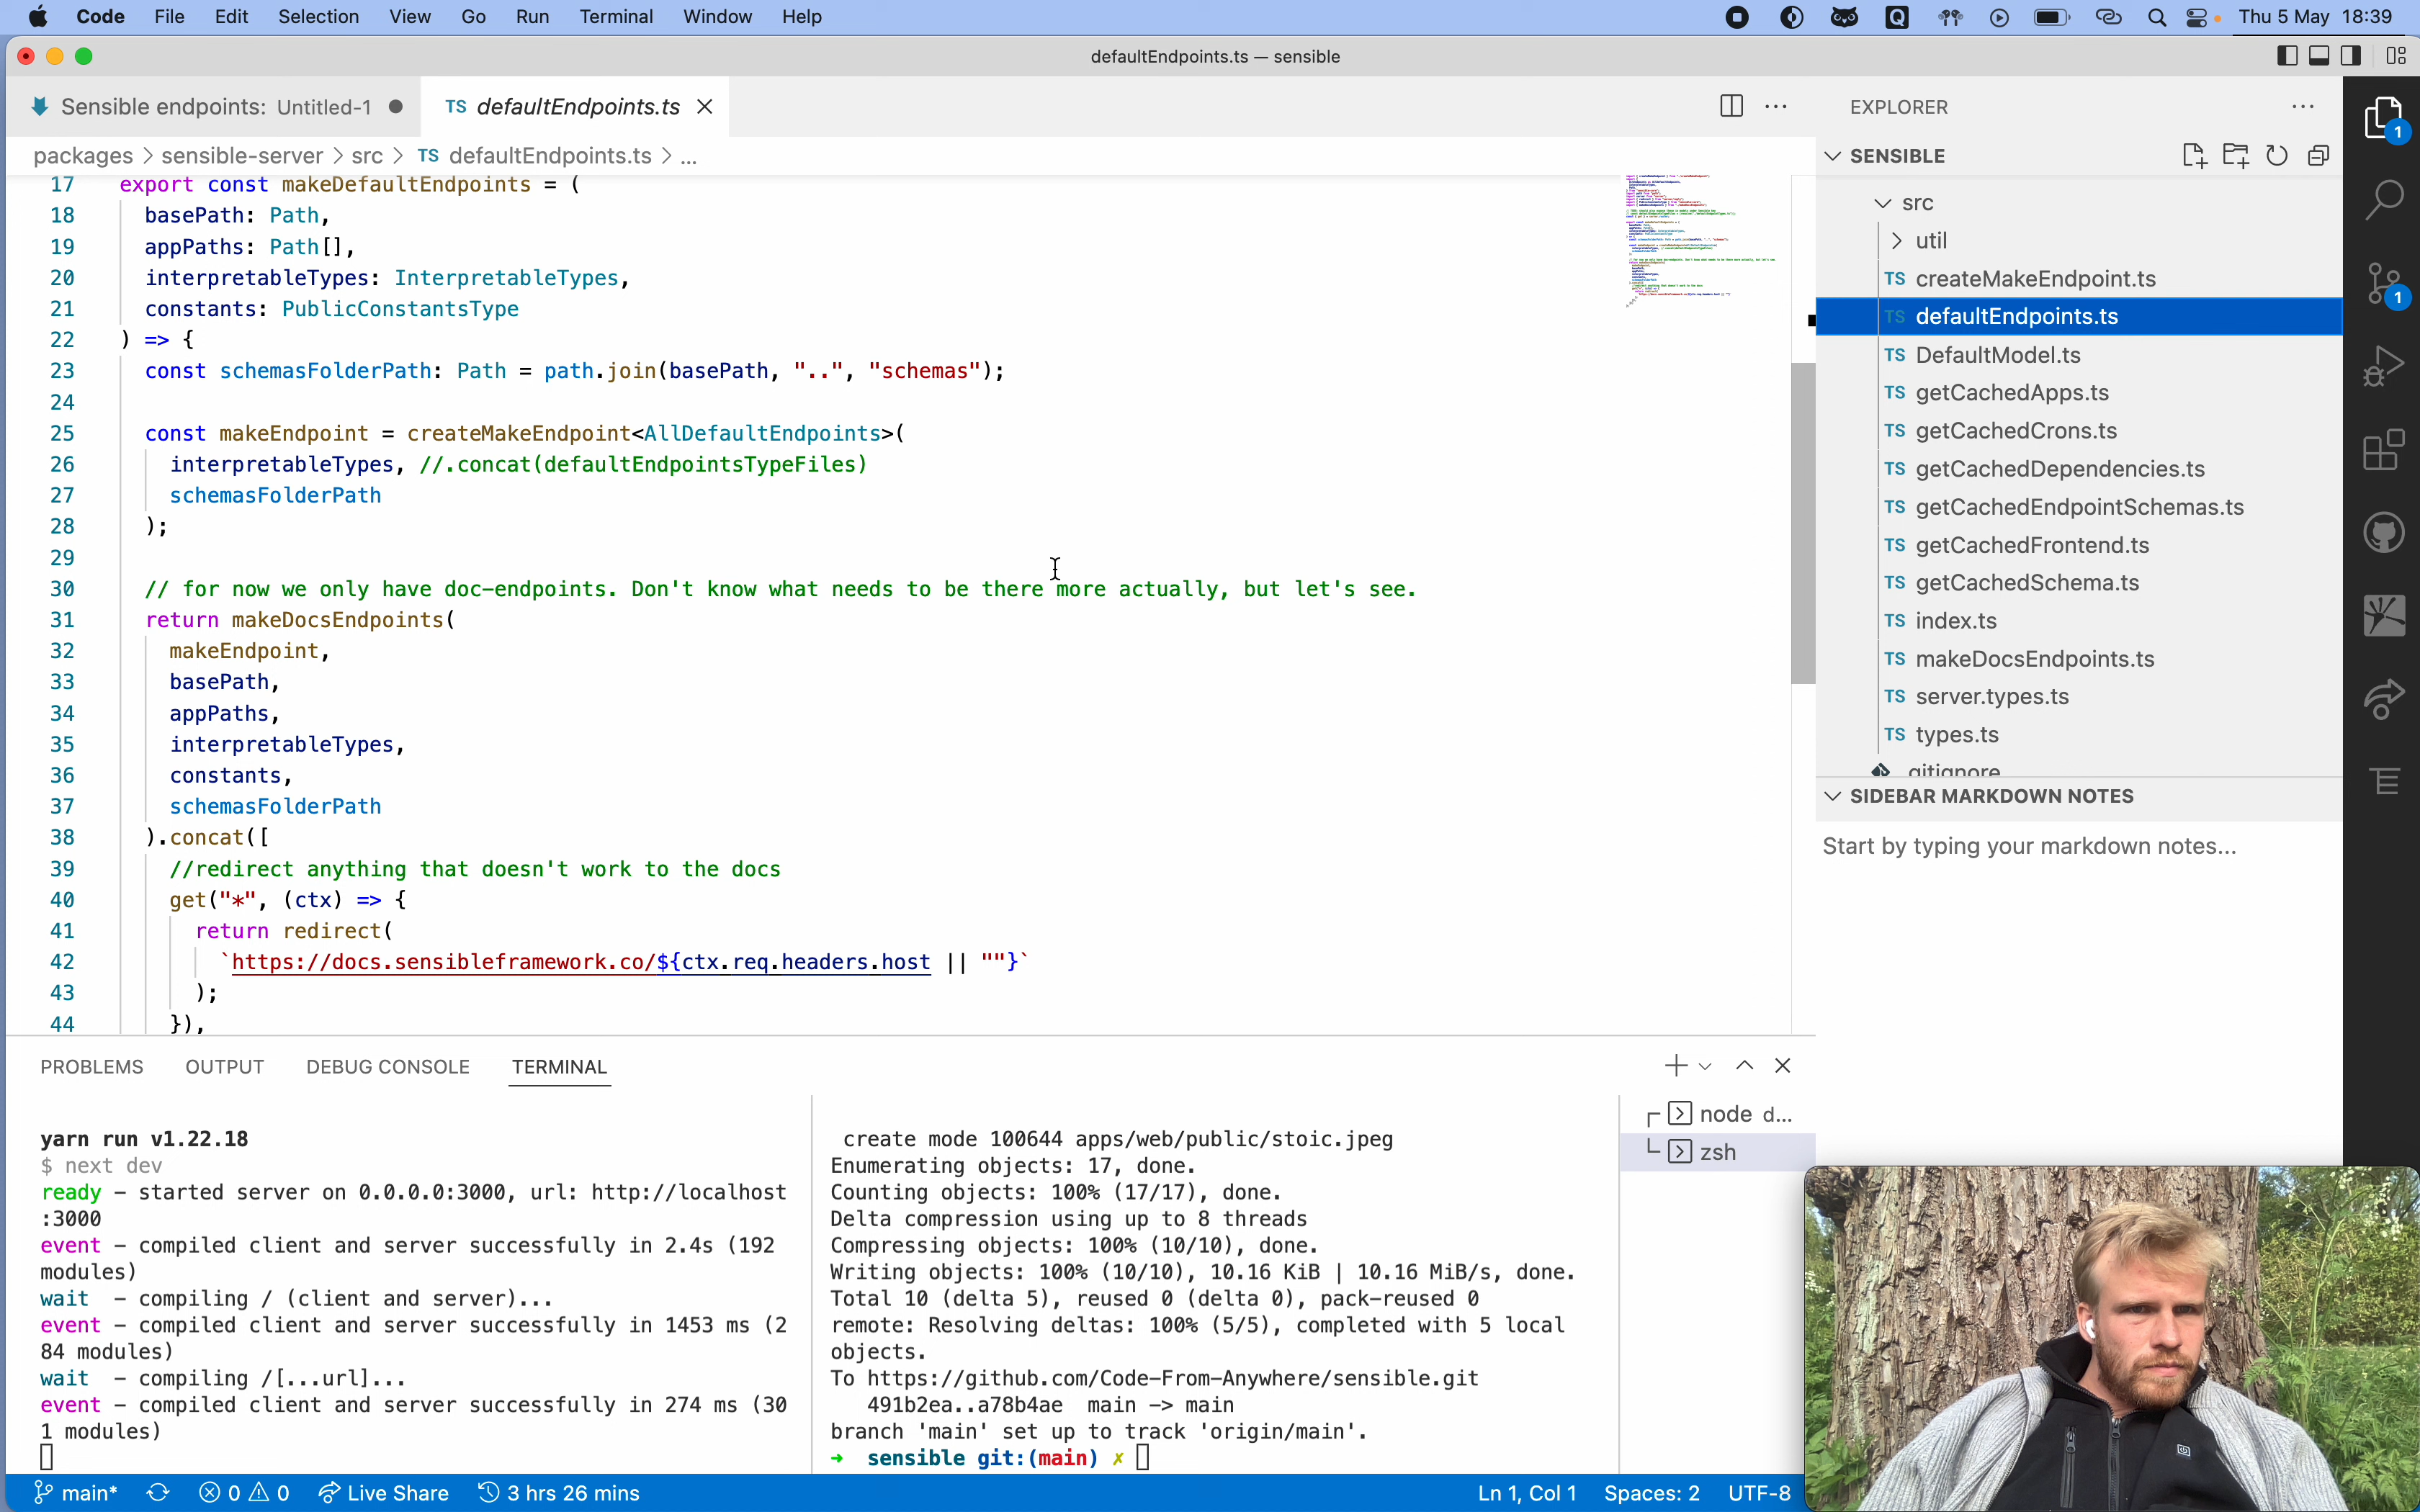 Code File Edit Selection View Go Run Terminal Window Help Thu 5 May 18:39
defaultEndpoints.ts — sensible
Sensible endpoints: Untitled-1 TS defaultEndpoints.ts
packages > sensible-server > src > TS defaultEndpoints.ts > ...
17 export const makeDefaultEndpoints = (
18 basePath: Path,
19 appPaths: Path[],
20 interpretableTypes: InterpretableTypes,
21 constants: PublicConstantsType
22 ) => {
23 const schemasFolderPath: Path = path.join(basePath, "..", "schemas");
24
25 const makeEndpoint = createMakeEndpoint<AllDefaultEndpoints>(
26 interpretableTypes, //.concat(defaultEndpointsTypeFiles)
27 schemasFolderPath
28 );
29
30 // for now we only have doc-endpoints. Don't know what needs to be there more actually, but let's see.
31 return makeDocsEndpoints(
32 makeEndpoint,
33 basePath,
34 appPaths,
35 interpretableTypes,
36 constants,
37 schemasFolderPath
38 ).concat([
39 //redirect anything that doesn't work to the docs
40 get("*", (ctx) => {
41 return redirect(
42 `https://docs.sensibleframework.co/${ctx.req.headers.host || ""}`
43 );
44 }),
EXPLORER
SENSIBLE
src
util
TS createMakeEndpoint.ts
TS defaultEndpoints.ts
TS DefaultModel.ts
TS getCachedApps.ts
TS getCachedCrons.ts
TS getCachedDependencies.ts
TS getCachedEndpointSchemas.ts
TS getCachedFrontend.ts
TS getCachedSchema.ts
TS index.ts
TS makeDocsEndpoints.ts
TS server.types.ts
TS types.ts
.gitignore
SIDEBAR MARKDOWN NOTES
Start by typing your markdown notes...
1
1
PROBLEMS OUTPUT DEBUG CONSOLE TERMINAL
yarn run v1.22.18
$ next dev
ready - started server on 0.0.0.0:3000, url: http://localhost
:3000
event - compiled client and server successfully in 2.4s (192
modules)
wait - compiling / (client and server)...
event - compiled client and server successfully in 1453 ms (2
84 modules)
wait - compiling /[...url]...
event - compiled client and server successfully in 274 ms (30
1 modules)
create mode 100644 apps/web/public/stoic.jpeg
Enumerating objects: 17, done.
Counting objects: 100% (17/17), done.
Delta compression using up to 8 threads
Compressing objects: 100% (10/10), done.
Writing objects: 100% (10/10), 10.16 KiB | 10.16 MiB/s, done.
Total 10 (delta 5), reused 0 (delta 0), pack-reused 0
remote: Resolving deltas: 100% (5/5), completed with 5 local
objects.
To https://github.com/Code-From-Anywhere/sensible.git
491b2ea..a78b4ae main -> main
branch 'main' set up to track 'origin/main'.
→ sensible git:(main) ✗
node d...
zsh
main* 0 0 Live Share 3 hrs 26 mins Ln 1, Col 1 Spaces: 2 UTF-8